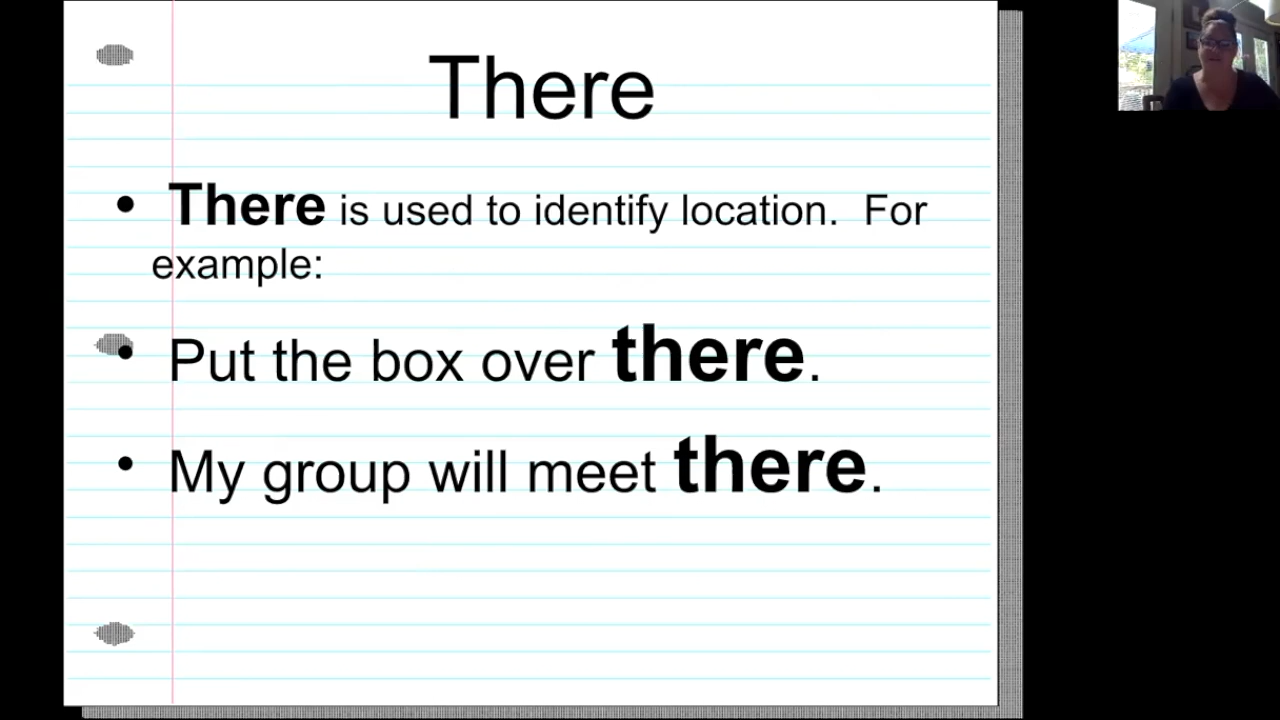 There
• There is used to identify location.  For
example:
• Put the box over there.
• My group will meet there.